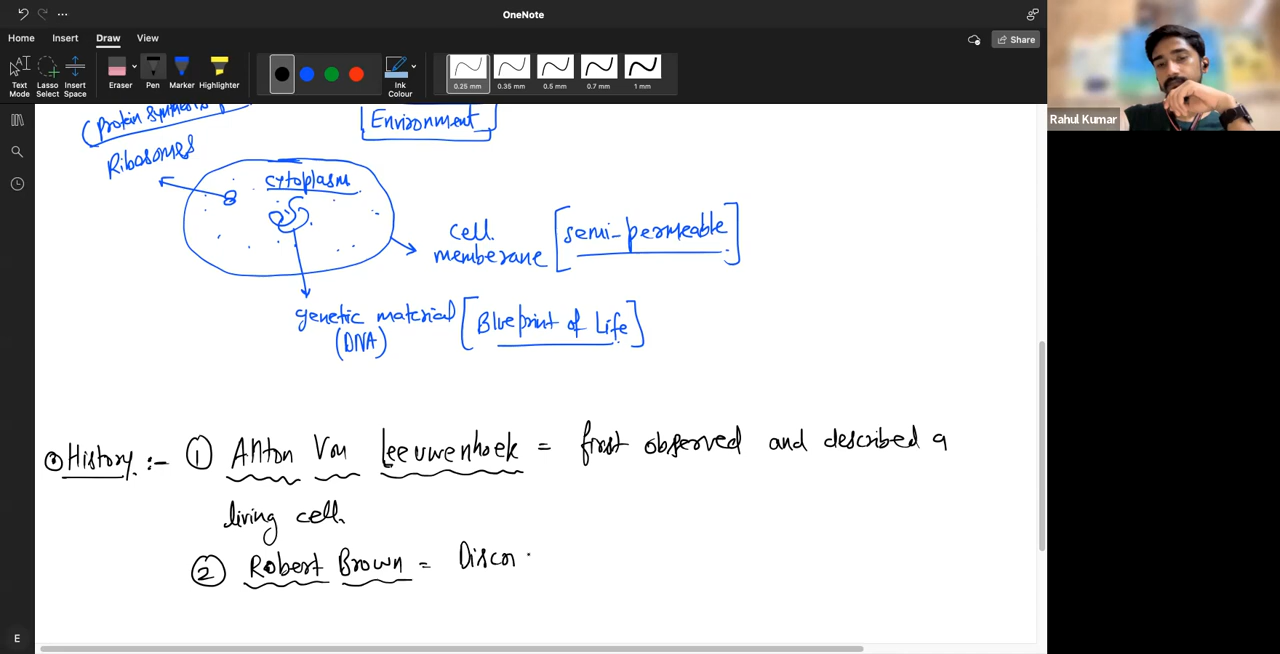 OneNote
Home Insert Draw View
Share
Text Mode
Lasso Select
Insert Space
Eraser
Pen
Marker
Highlighter
Ink Colour
0.25 mm
0.35 mm
0.5 mm
0.7 mm
1 mm
Rahul Kumar
(Protein Synthesis
Environment
Ribosomes
cytoplasm
cell membrane [semi-permeable]
genetic material [Blueprint of Life]
(DNA)
History :- ① Anton Von Leeuwenhoek = first observed and described a
living cell.
② Robert Brown = Discov
E